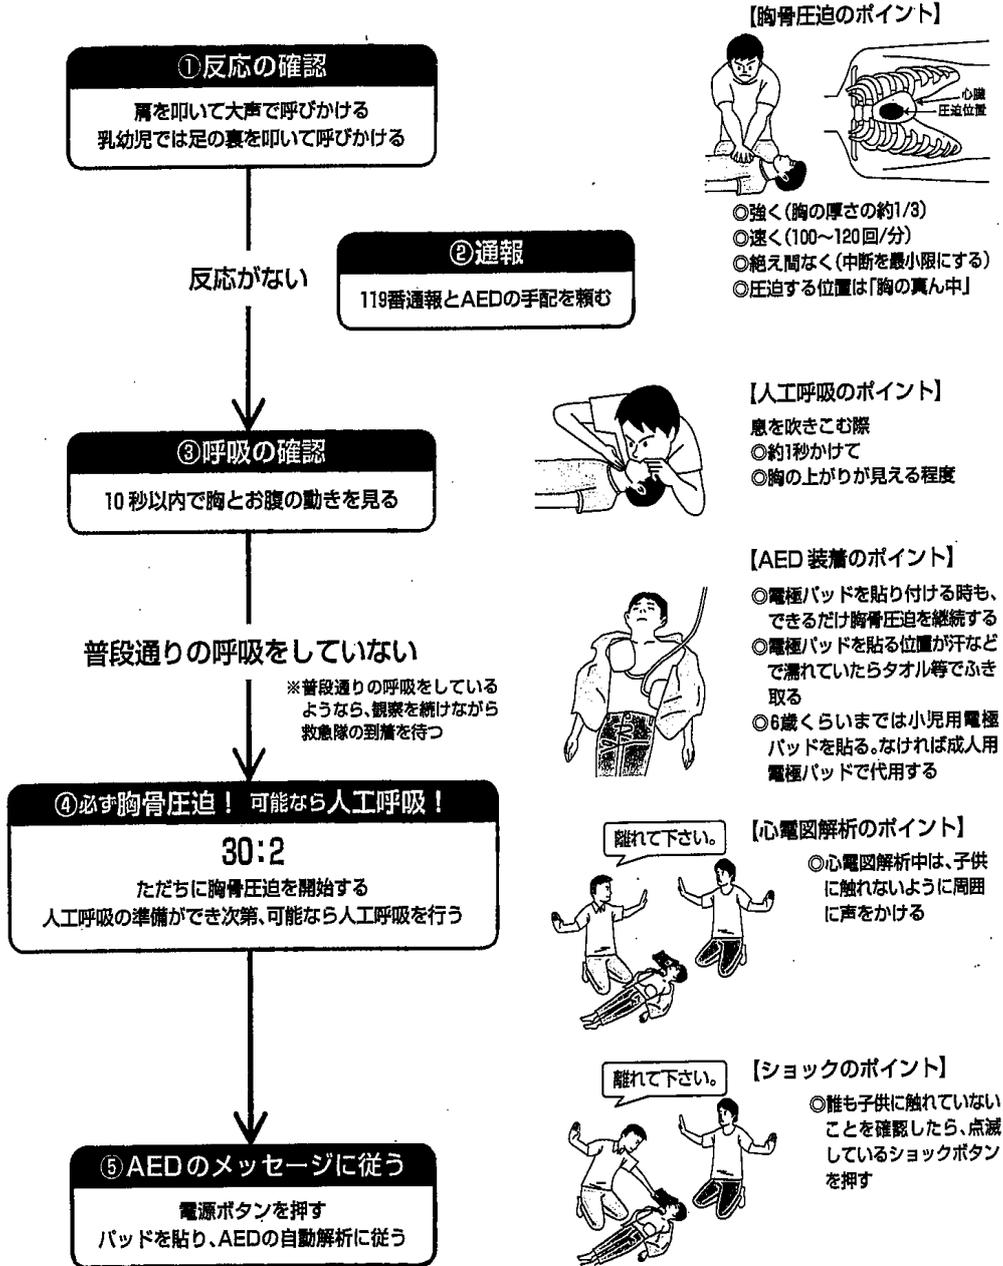 ①反応の確認
肩を叩いて大声で呼びかける
乳幼児では足の裏を叩いて呼びかける
反応がない
②通報
119番通報とAEDの手配を頼む
③呼吸の確認
10秒以内で胸とお腹の動きを見る
普段通りの呼吸をしていない
※普段通りの呼吸をしている
ようなら、観察を続けながら
救急隊の到着を待つ
④必ず胸骨圧迫！ 可能なら人工呼吸！
30：2
ただちに胸骨圧迫を開始する
人工呼吸の準備ができ次第、可能なら人工呼吸を行う
⑤AEDのメッセージに従う
電源ボタンを押す
パッドを貼り、AEDの自動解析に従う
【胸骨圧迫のポイント】
心臓
圧迫位置
◎強く（胸の厚さの約1/3）
◎速く（100〜120回/分）
◎絶え間なく（中断を最小限にする）
◎圧迫する位置は「胸の真ん中」
【人工呼吸のポイント】
息を吹きこむ際
◎約1秒かけて
◎胸の上がりが見える程度
【AED装着のポイント】
◎電極パッドを貼り付ける時も、
できるだけ胸骨圧迫を継続する
◎電極パッドを貼る位置が汗など
で濡れていたらタオル等でふき
取る
◎6歳くらいまでは小児用電極
パッドを貼る。なければ成人用
電極パッドで代用する
【心電図解析のポイント】
離れて下さい。
◎心電図解析中は、子供
に触れないように周囲
に声をかける
【ショックのポイント】
離れて下さい。
◎誰も子供に触れていない
ことを確認したら、点滅
しているショックボタン
を押す